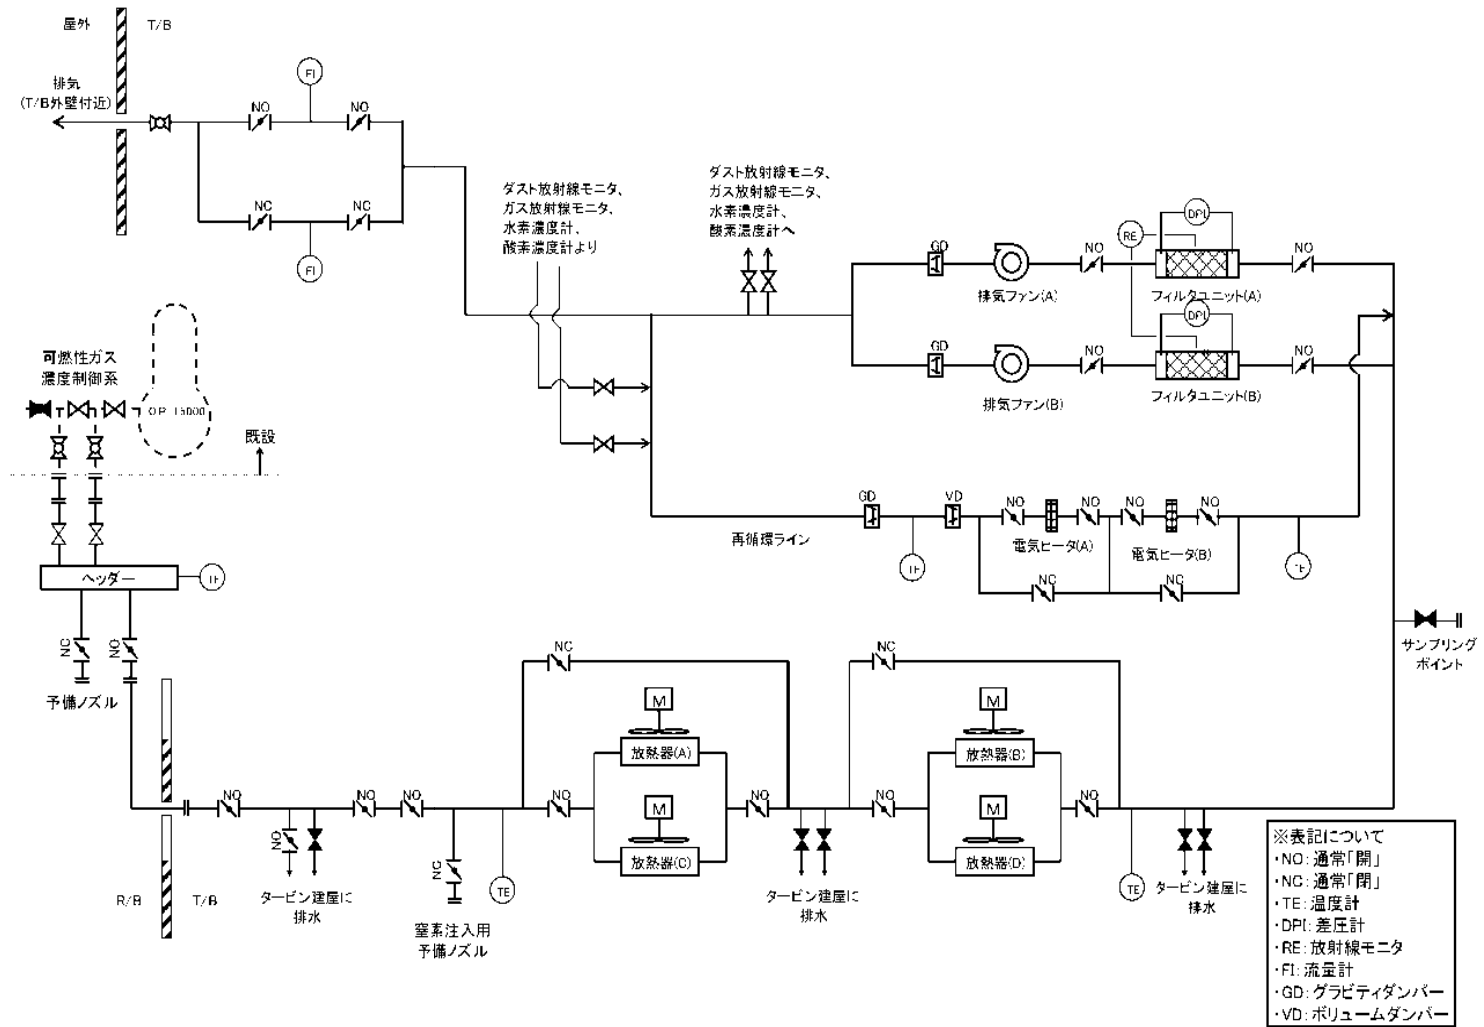 屋外
T/B
排気
(T/B外壁付近)
FI
NO
NO
NC
NC
FI
ダスト放射線モニタ、
ガス放射線モニタ、
水素濃度計、
酸素濃度計より
ダスト放射線モニタ、
ガス放射線モニタ、
水素濃度計、
酸素濃度計へ
GD
排気ファン(A)
NO
RE
DPI
フィルタユニット(A)
NO
GD
排気ファン(B)
NO
DPI
フィルタユニット(B)
NO
可燃性ガス
濃度制御系
既設
ヘッダー
TE
NC
NO
予備ノズル
GD
VD
NO
NO
NO
NO
再循環ライン
TE
電気ヒータ(A)
電気ヒータ(B)
TE
NC
NC
サンプリング
ポイント
NC
NC
M
放熱器(A)
M
放熱器(B)
NO
NO
NO
NO
NO
NO
NO
M
放熱器(C)
M
放熱器(D)
NO
NC
TE
TE
R/B
T/B
タービン建屋に
排水
窒素注入用
予備ノズル
タービン建屋に
排水
タービン建屋に
排水
※表記について
・NO：通常「開」
・NC：通常「閉」
・TE：温度計
・DPI：差圧計
・RE：放射線モニタ
・FI：流量計
・GD：グラビティダンパー
・VD：ボリュームダンパー